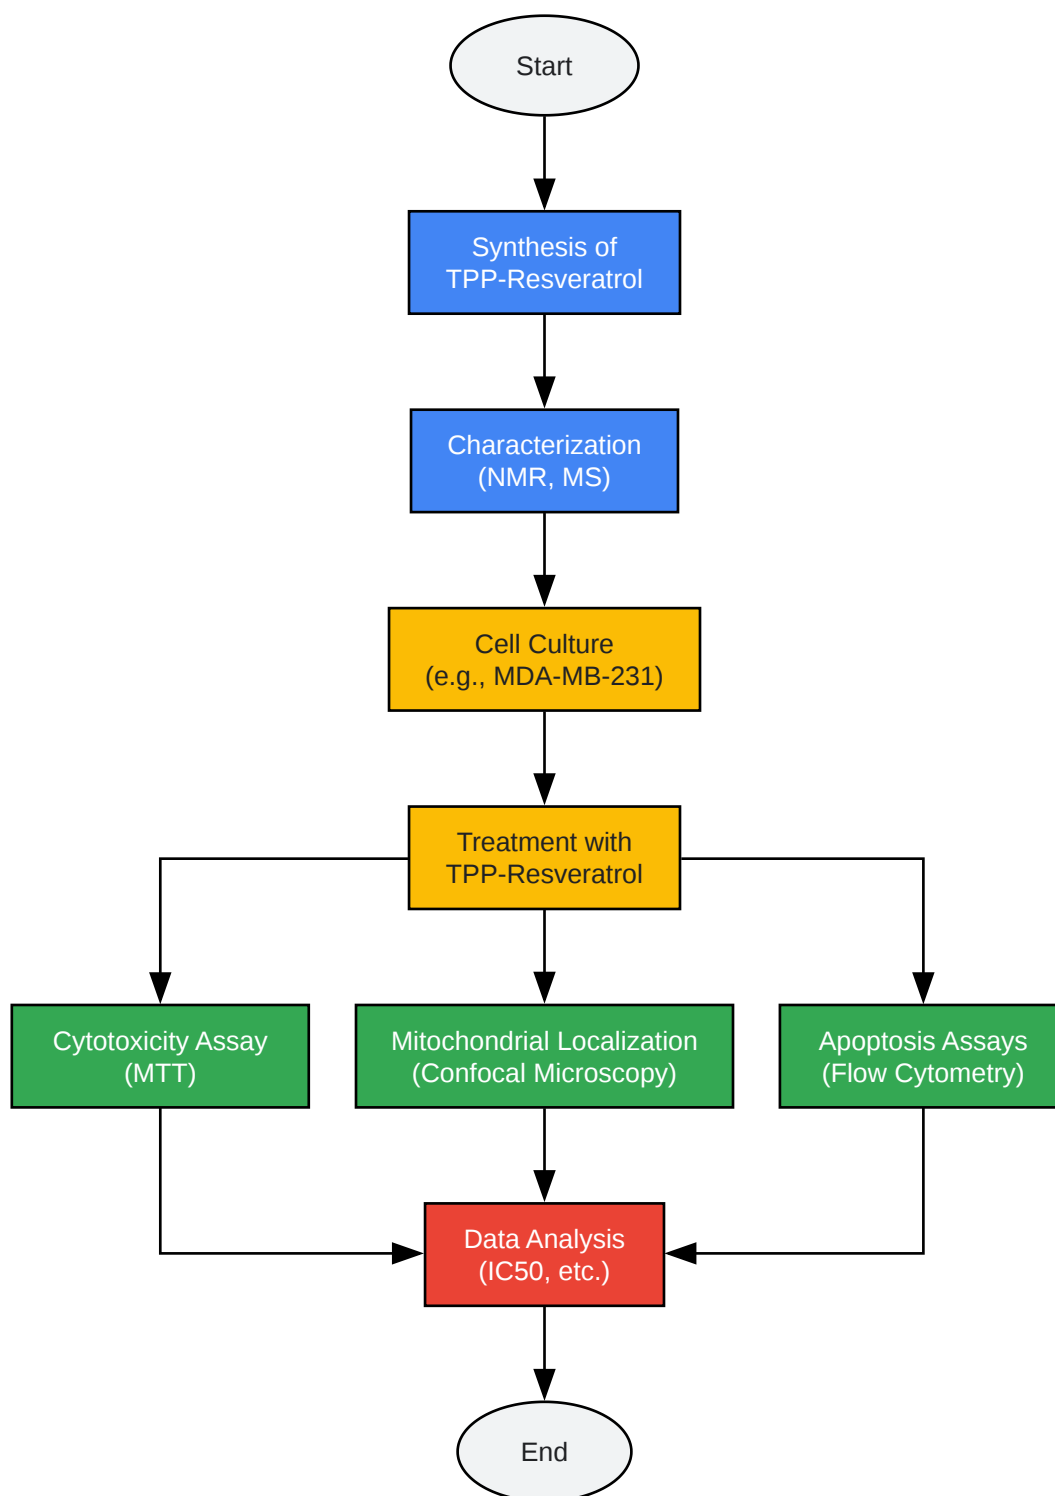 Start
Synthesis of
TPP-Resveratrol
Characterization
(NMR, MS)
Cell Culture
(e.g., MDA-MB-231)
Treatment with
TPP-Resveratrol
Cytotoxicity Assay
(MTT)
Mitochondrial Localization
(Confocal Microscopy)
Apoptosis Assays
(Flow Cytometry)
Data Analysis
(IC50, etc.)
End